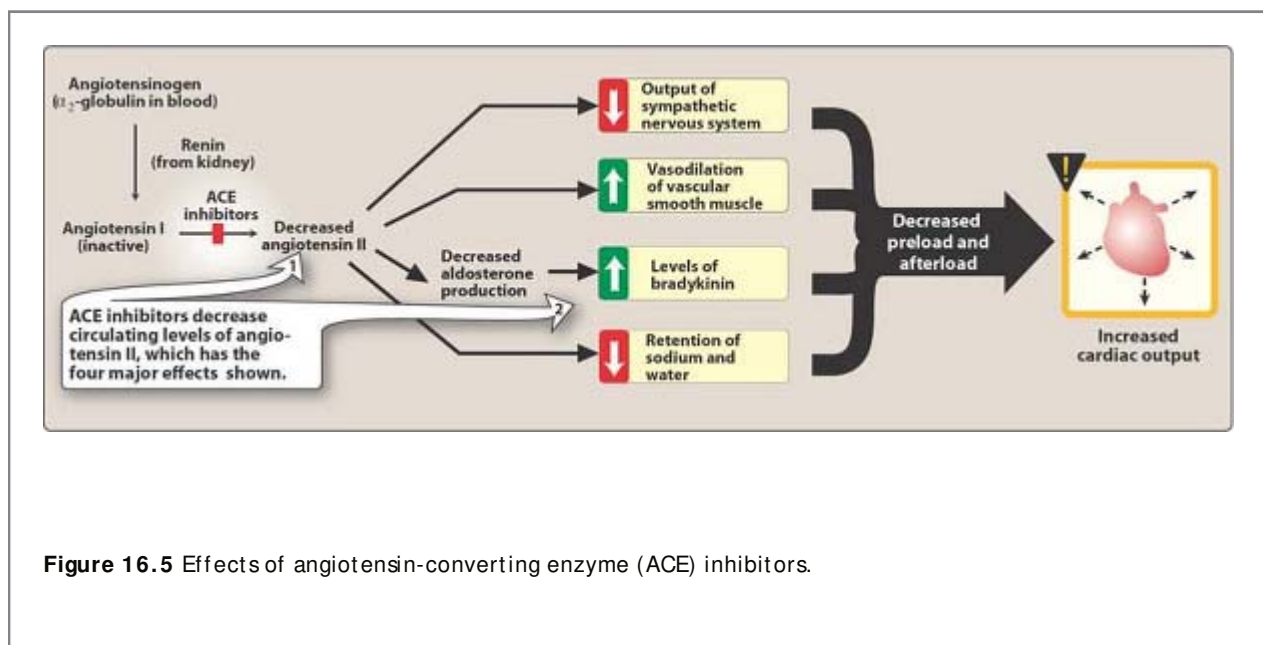 Angiotensinogen
(α2-globulin in blood)
Renin
(from kidney)
ACE
inhibitors
Angiotensin I
(inactive)
Decreased
angiotensin II
1
ACE inhibitors decrease
circulating levels of angio-
tensin II, which has the
four major effects shown.
Decreased
aldosterone
production
2
Output of
sympathetic
nervous system
Vasodilation
of vascular
smooth muscle
Levels of
bradykinin
Retention of
sodium and
water
Decreased
preload and
afterload
!
Increased
cardiac output
Figure 16.5 Effects of angiotensin-converting enzyme (ACE) inhibitors.